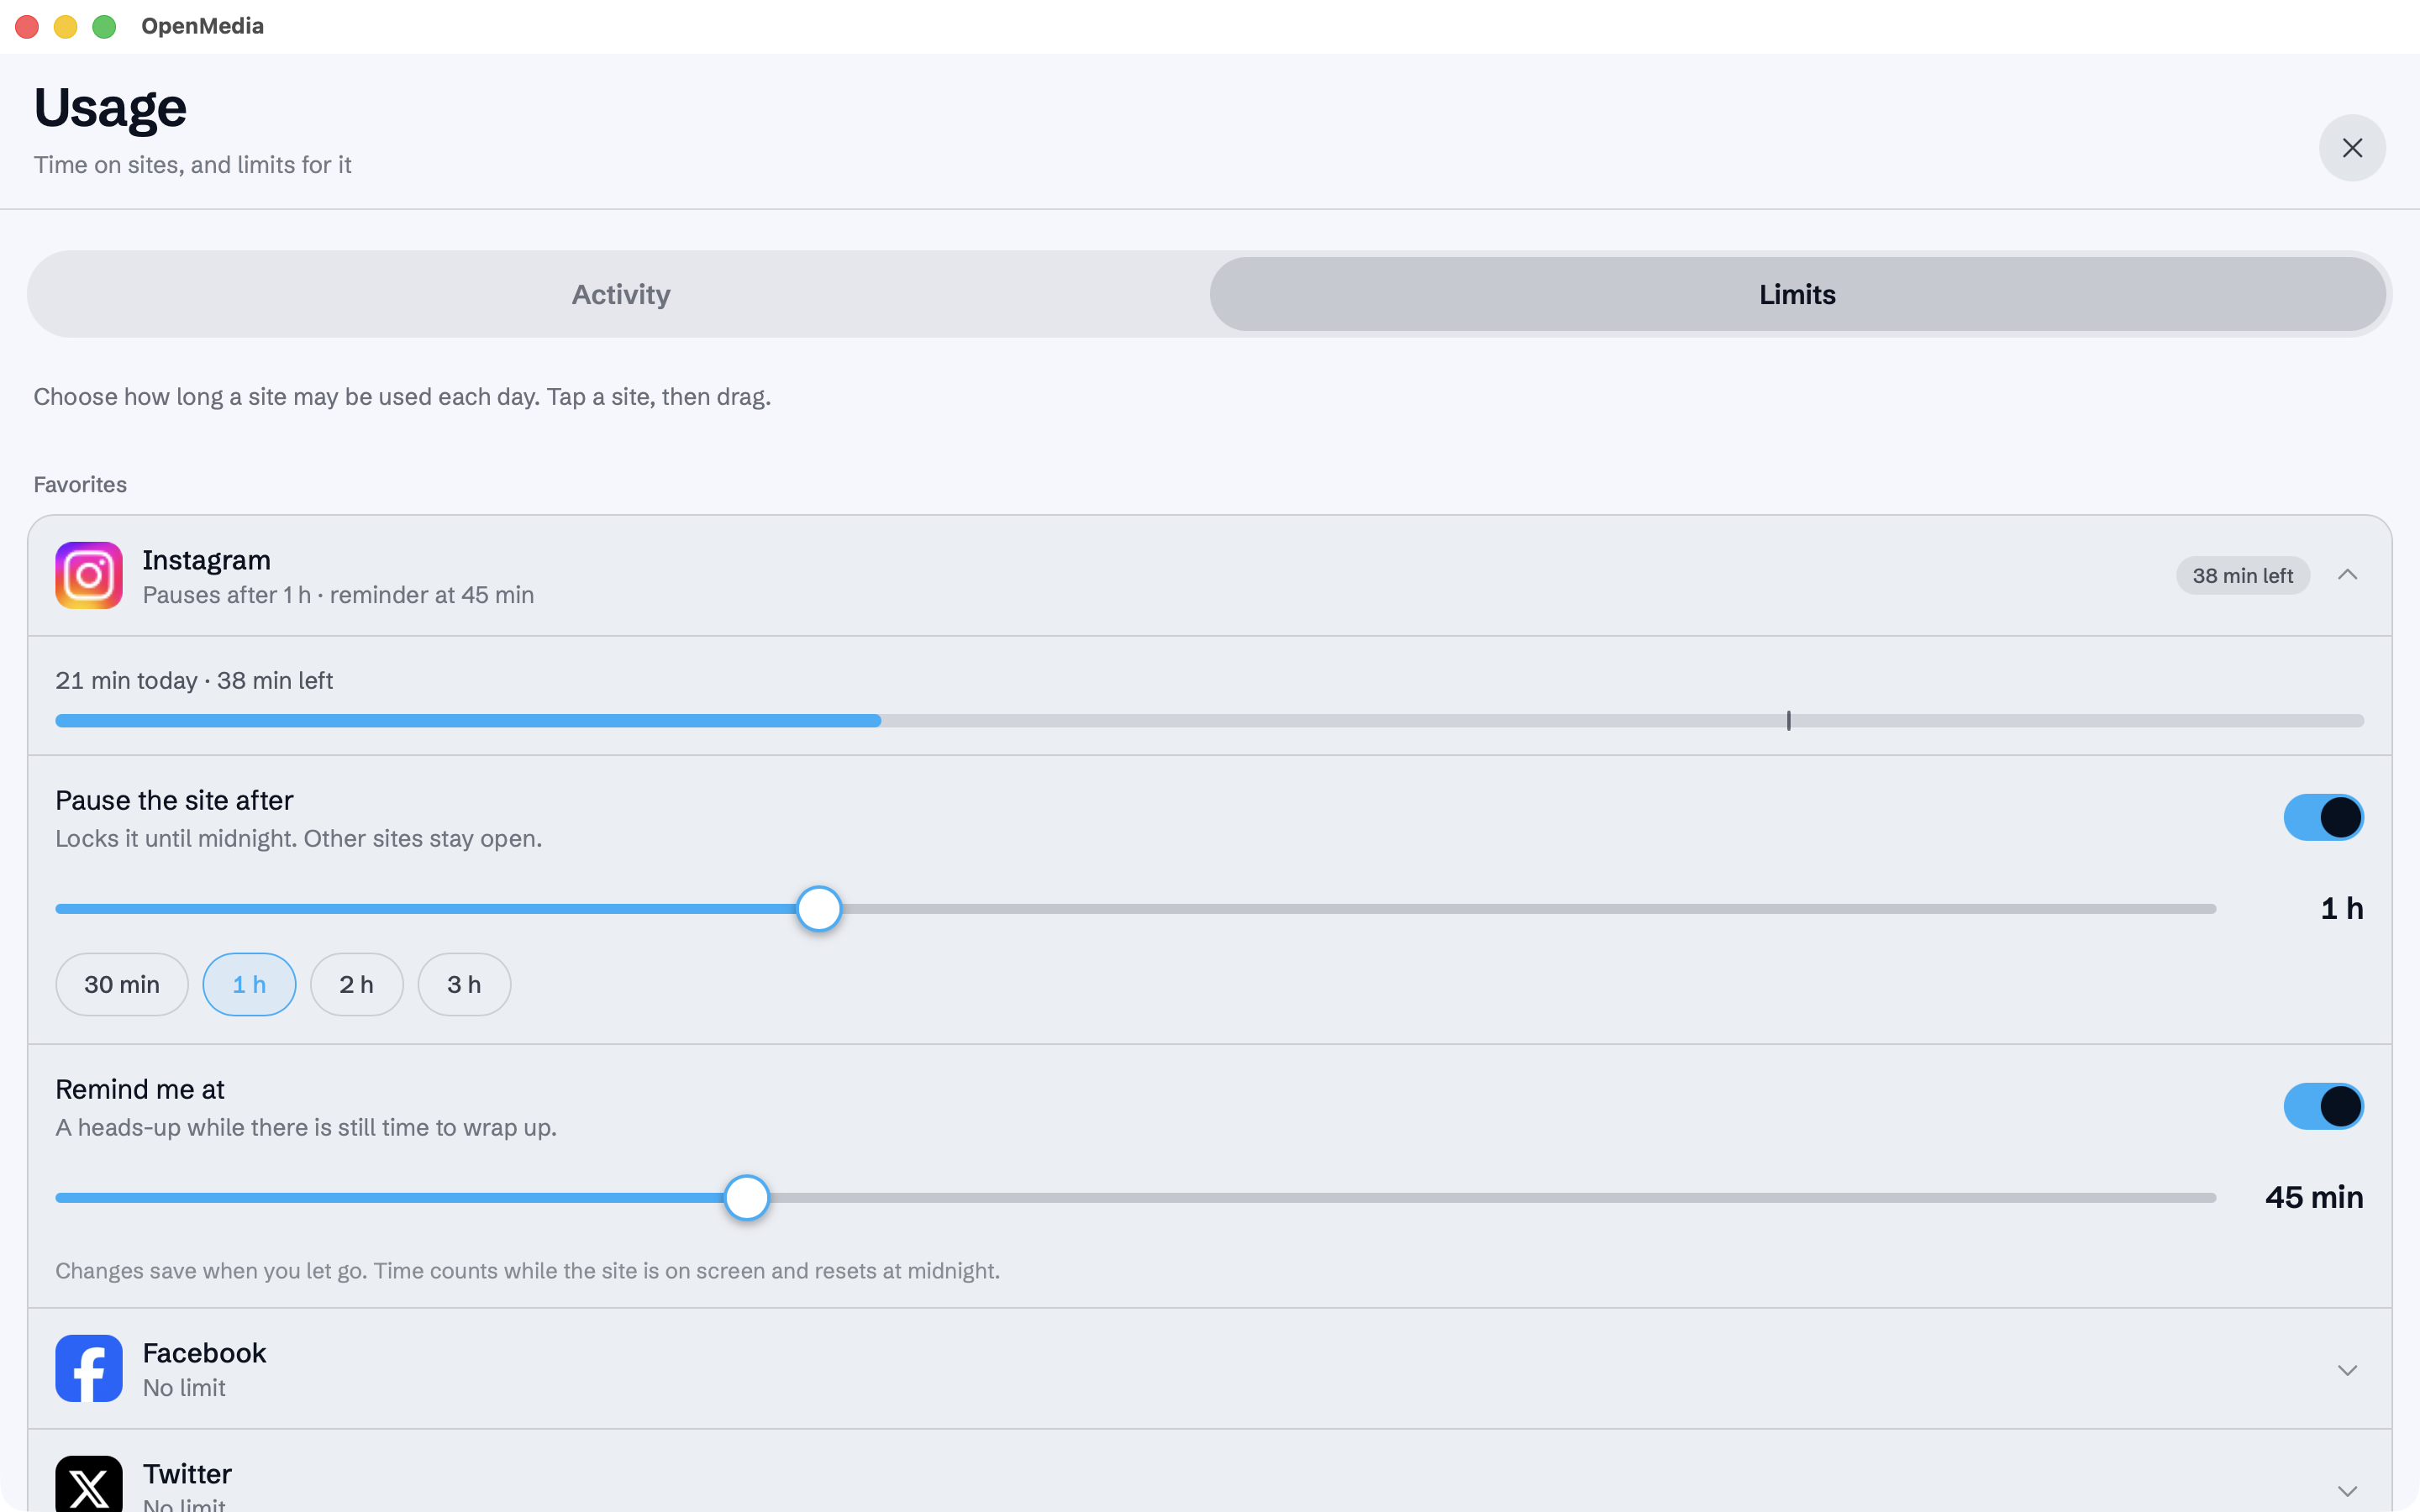 OpenMedia
Usage
Time on sites, and limits for it
Activity
Limits
Choose how long a site may be used each day. Tap a site, then drag.
Favorites
Instagram
Pauses after 1 h · reminder at 45 min
38 min left
21 min today · 38 min left
Pause the site after
Locks it until midnight. Other sites stay open.
1 h
30 min
1 h
2 h
3 h
Remind me at
A heads-up while there is still time to wrap up.
45 min
Changes save when you let go. Time counts while the site is on screen and resets at midnight.
Facebook
No limit
Twitter
No limit